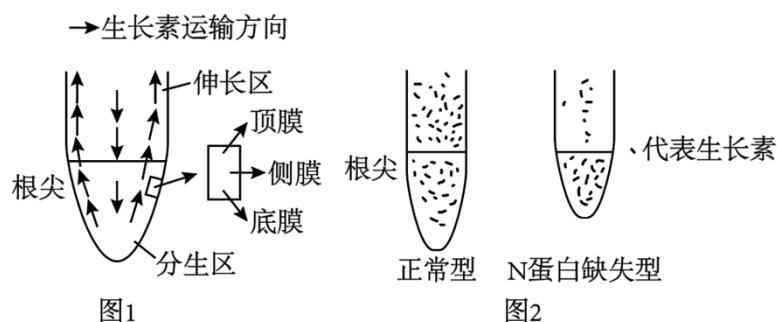 →生长素运输方向
伸长区
顶膜
根尖
侧膜
底膜
分生区
图1
根尖
代表生长素
正常型
N蛋白缺失型
图2